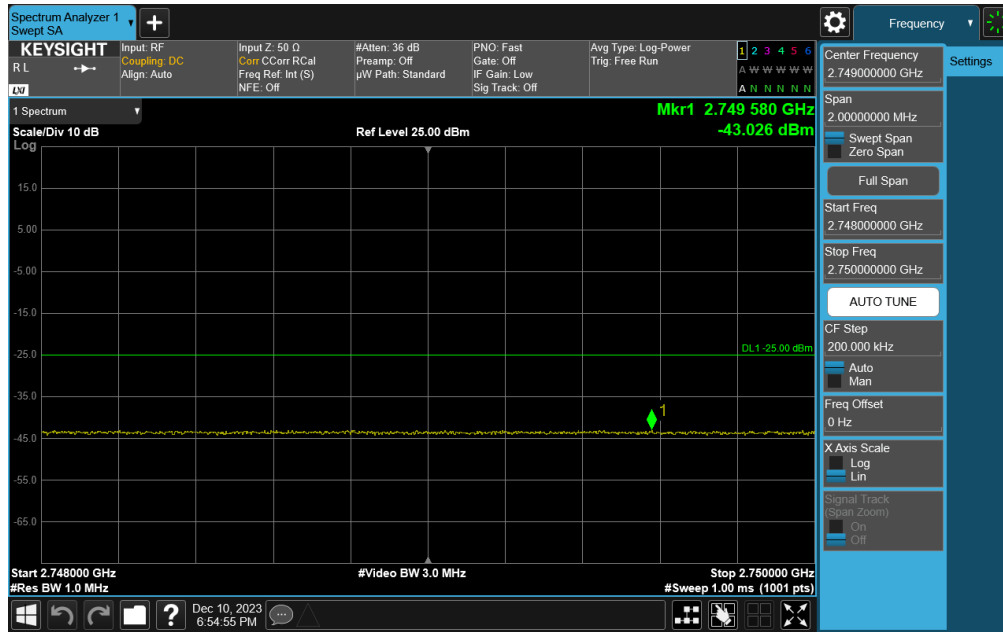 Spectrum Analyzer 1
Swept SA
Frequency
KEYSIGHT
R L
LXI
Input: RF
Coupling: DC
Align: Auto
Input Z: 50 Ω
Corr CCorr RCal
Freq Ref: Int (S)
NFE: Off
#Atten: 36 dB
Preamp: Off
µW Path: Standard
PNO: Fast
Gate: Off
IF Gain: Low
Sig Track: Off
Avg Type: Log-Power
Trig: Free Run
1 2 3 4 5 6
A W W W W W
A N N N N N
1 Spectrum
Scale/Div 10 dB
Log
Ref Level 25.00 dBm
Mkr1 2.749 580 GHz
-43.026 dBm
15.0
5.00
-5.00
-15.0
-25.0
-35.0
-45.0
-55.0
-65.0
DL1 -25.00 dBm
1
Start 2.748000 GHz
#Res BW 1.0 MHz
#Video BW 3.0 MHz
Stop 2.750000 GHz
#Sweep 1.00 ms (1001 pts)
?
Dec 10, 2023
6:54:55 PM
Center Frequency
2.749000000 GHz
Settings
Span
2.00000000 MHz
Swept Span
Zero Span
Full Span
Start Freq
2.748000000 GHz
Stop Freq
2.750000000 GHz
AUTO TUNE
CF Step
200.000 kHz
Auto
Man
Freq Offset
0 Hz
X Axis Scale
Log
Lin
Signal Track
(Span Zoom)
On
Off